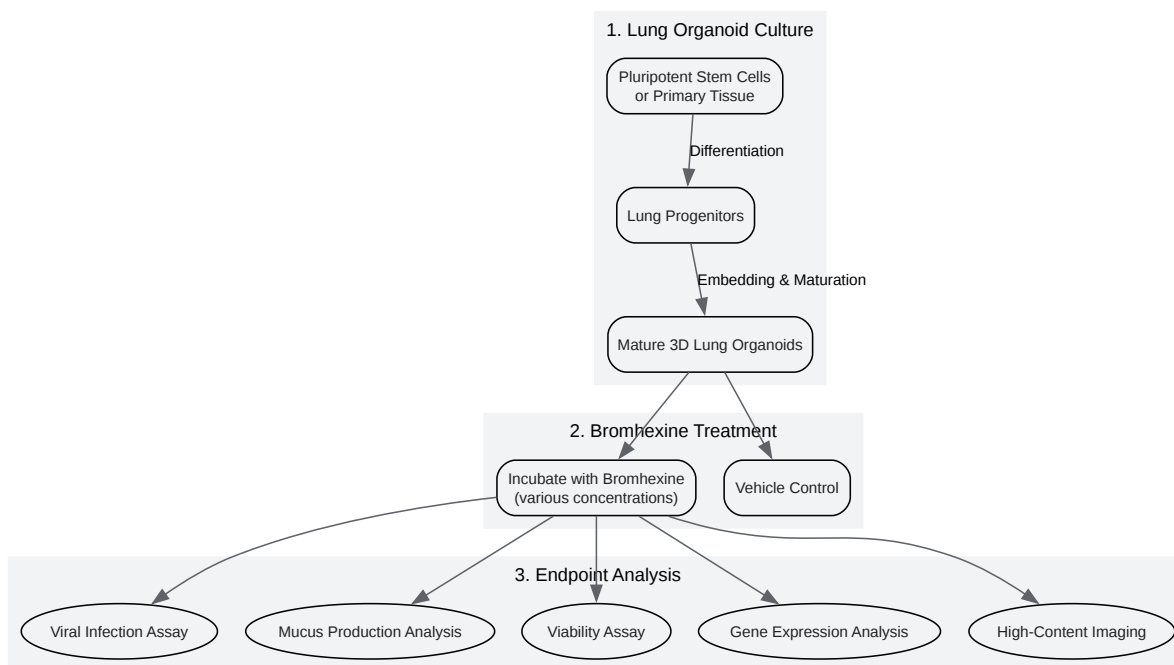 1. Lung Organoid Culture
Pluripotent Stem Cells
or Primary Tissue
Differentiation
Lung Progenitors
Embedding & Maturation
Mature 3D Lung Organoids
2. Bromhexine Treatment
Incubate with Bromhexine
(various concentrations)
Vehicle Control
3. Endpoint Analysis
Viral Infection Assay
Mucus Production Analysis
Viability Assay
Gene Expression Analysis
High-Content Imaging